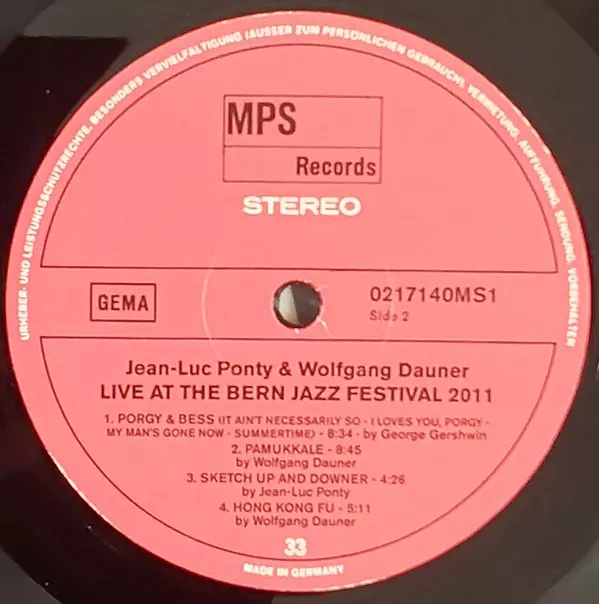 URHEBER- UND LEISTUNGSSCHUTZRECHTE, BESONDERS VERVIELFÄLTIGUNG (AUSSER ZUM PERSÖNLICHEN GEBRAUCH), VERMIETUNG, AUFFÜHRUNG, SENDUNG, VORBEHALTEN
MPS
Records
STEREO
GEMA
0217140MS1
Side 2
Jean-Luc Ponty & Wolfgang Dauner
LIVE AT THE BERN JAZZ FESTIVAL 2011
1. PORGY & BESS (IT AIN'T NECESSARILY SO - I LOVES YOU, PORGY -
MY MAN'S GONE NOW - SUMMERTIME) - 8:34 - by George Gershwin
2. PAMUKKALE - 8:45
by Wolfgang Dauner
3. SKETCH UP AND DOWNER - 4:26
by Jean-Luc Ponty
4. HONG KONG FU - 5:11
by Wolfgang Dauner
33
MADE IN GERMANY